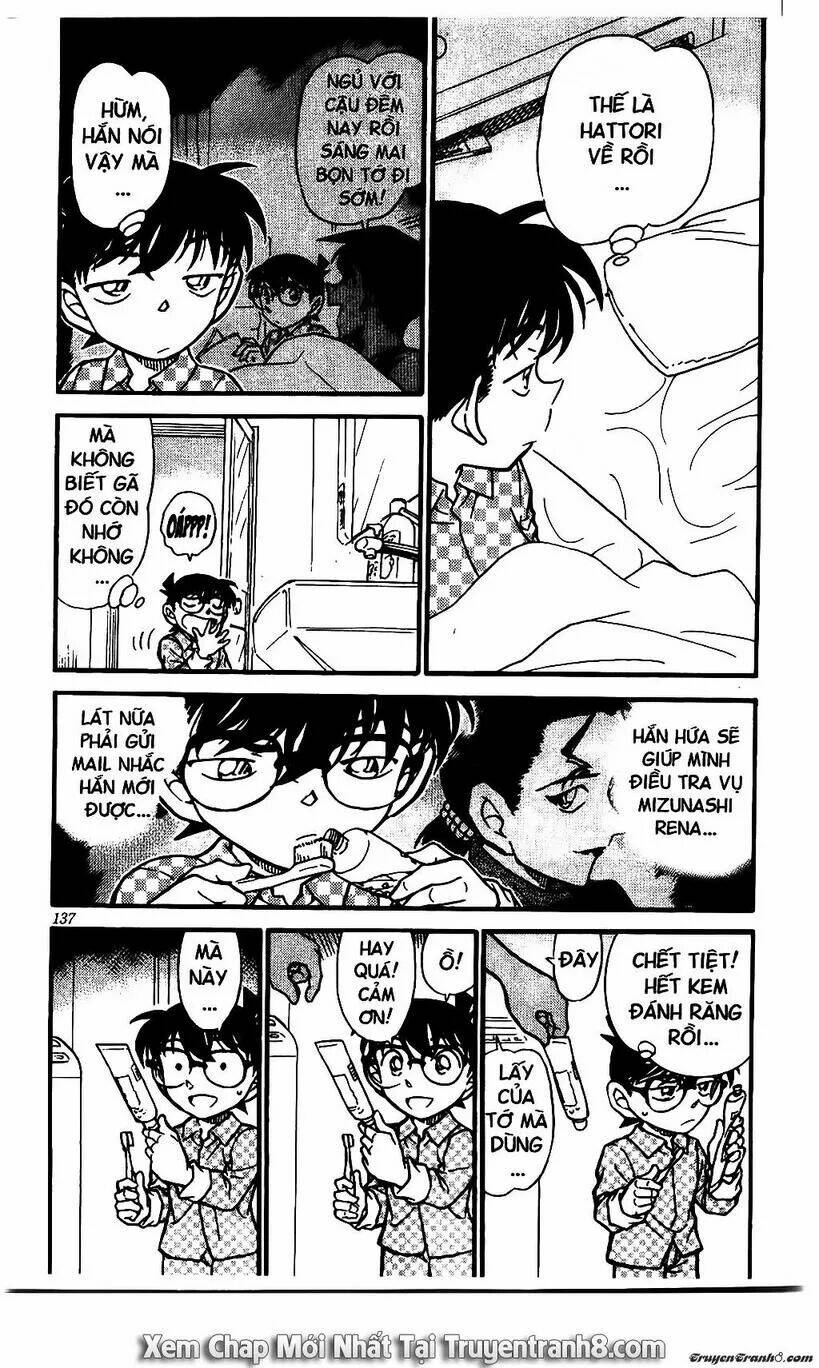 THẾ LÀ
HATTORI
VỀ RỒI
...
NGỦ VỚI
CẬU ĐÊM
NAY RỒI
SÁNG MAI
BỌN TỚ ĐI
SỚM!
HỪM,
HẮN NÓI
VẬY MÀ
...
MÀ
KHÔNG
BIẾT GÃ
ĐÓ CÒN
NHỚ
KHÔNG
...
OÁPPP!
HẮN HỨA SẼ
GIÚP MÌNH
ĐIỀU TRA VỤ
MIZUNASHI
RENA...
LÁT NỮA
PHẢI GỬI
MAIL NHẮC
HẮN MỚI
ĐƯỢC...
137
CHẾT TIỆT!
HẾT KEM
ĐÁNH RĂNG
RỒI...
ĐÂY
LẤY CỦA
TỚ MÀ
DÙNG
...
Ồ!
HAY
QUÁ!
CẢM
ƠN!
MÀ
NÀY
...
Xem Chap Mới Nhất Tại Truyentranh8.com
TruyenTranh8.com